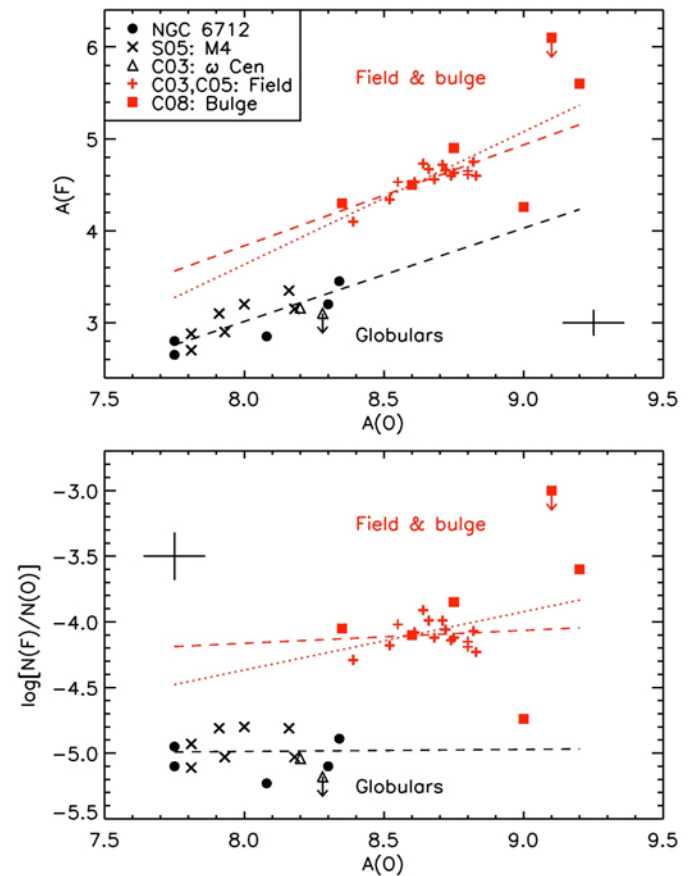 NGC 6712
S05: M4
C03: ω Cen
C03,C05: Field
C08: Bulge
Field & bulge
Globulars
6
5
4
3
A(F)
7.5 8.0 8.5 9.0 9.5
A(O)
-3.0
-3.5
-4.0
-4.5
-5.0
-5.5
log[N(F)/N(O)]
Field & bulge
Globulars
7.5 8.0 8.5 9.0 9.5
A(O)